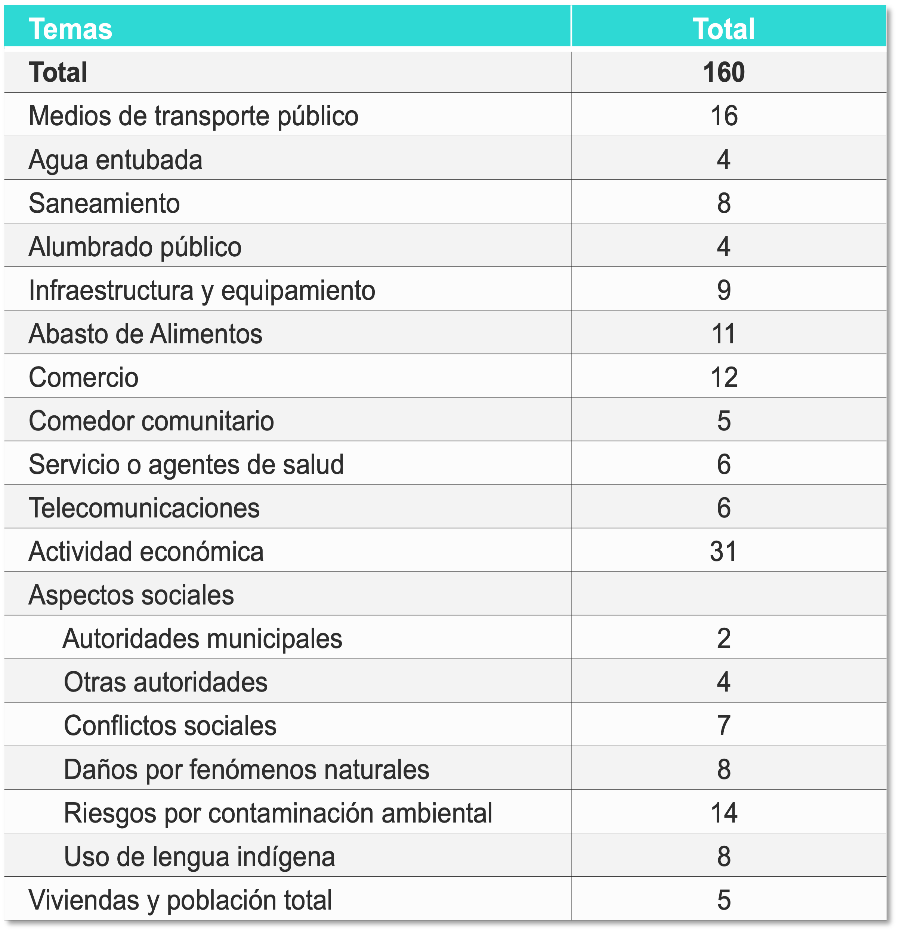 Temas Total
Total 160
Medios de transporte público 16
Agua entubada 4
Saneamiento 8
Alumbrado público 4
Infraestructura y equipamiento 9
Abasto de Alimentos 11
Comercio 12
Comedor comunitario 5
Servicio o agentes de salud 6
Telecomunicaciones 6
Actividad económica 31
Aspectos sociales
Autoridades municipales 2
Otras autoridades 4
Conflictos sociales 7
Daños por fenómenos naturales 8
Riesgos por contaminación ambiental 14
Uso de lengua indígena 8
Viviendas y población total 5